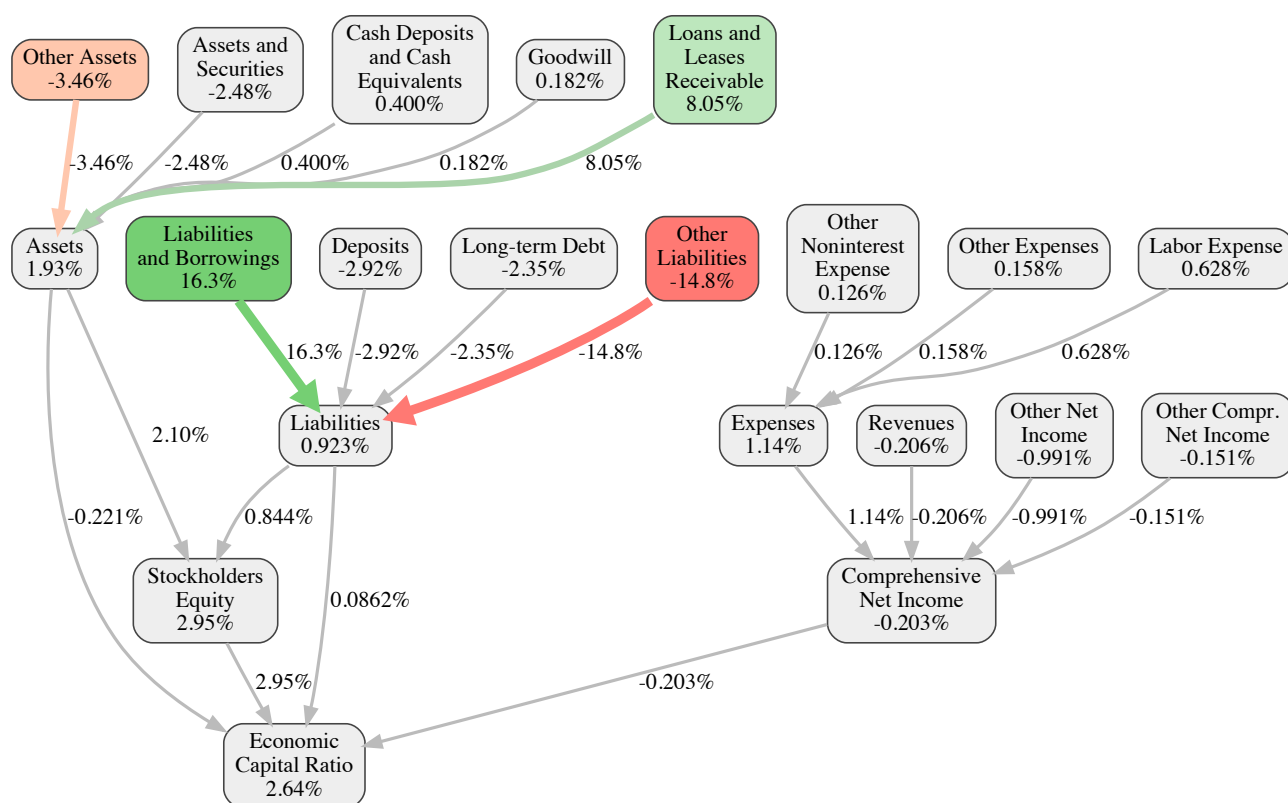 Other Assets
-3.46%
Assets and
Securities
-2.48%
Cash Deposits
and Cash
Equivalents
0.400%
Goodwill
0.182%
Loans and
Leases
Receivable
8.05%
-3.46%
-2.48%
0.400%
0.182%
8.05%
Assets
1.93%
Liabilities
and Borrowings
16.3%
Deposits
-2.92%
Long-term Debt
-2.35%
Other
Liabilities
-14.8%
Other
Noninterest
Expense
0.126%
Other Expenses
0.158%
Labor Expense
0.628%
16.3%
-2.92%
-2.35%
-14.8%
0.126%
0.158%
0.628%
Liabilities
0.923%
Expenses
1.14%
Revenues
-0.206%
Other Net
Income
-0.991%
Other Compr.
Net Income
-0.151%
2.10%
-0.221%
0.844%
1.14%
-0.206%
-0.991%
-0.151%
Stockholders
Equity
2.95%
0.0862%
Comprehensive
Net Income
-0.203%
2.95%
-0.203%
Economic
Capital Ratio
2.64%